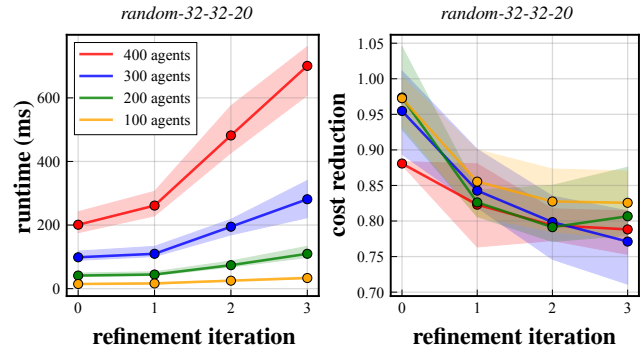 random-32-32-20
runtime (ms)
600
400
200
0
400 agents
300 agents
200 agents
100 agents
0 1 2 3
refinement iteration
random-32-32-20
cost reduction
1.05
1.00
0.95
0.90
0.85
0.80
0.75
0.70
0 1 2 3
refinement iteration